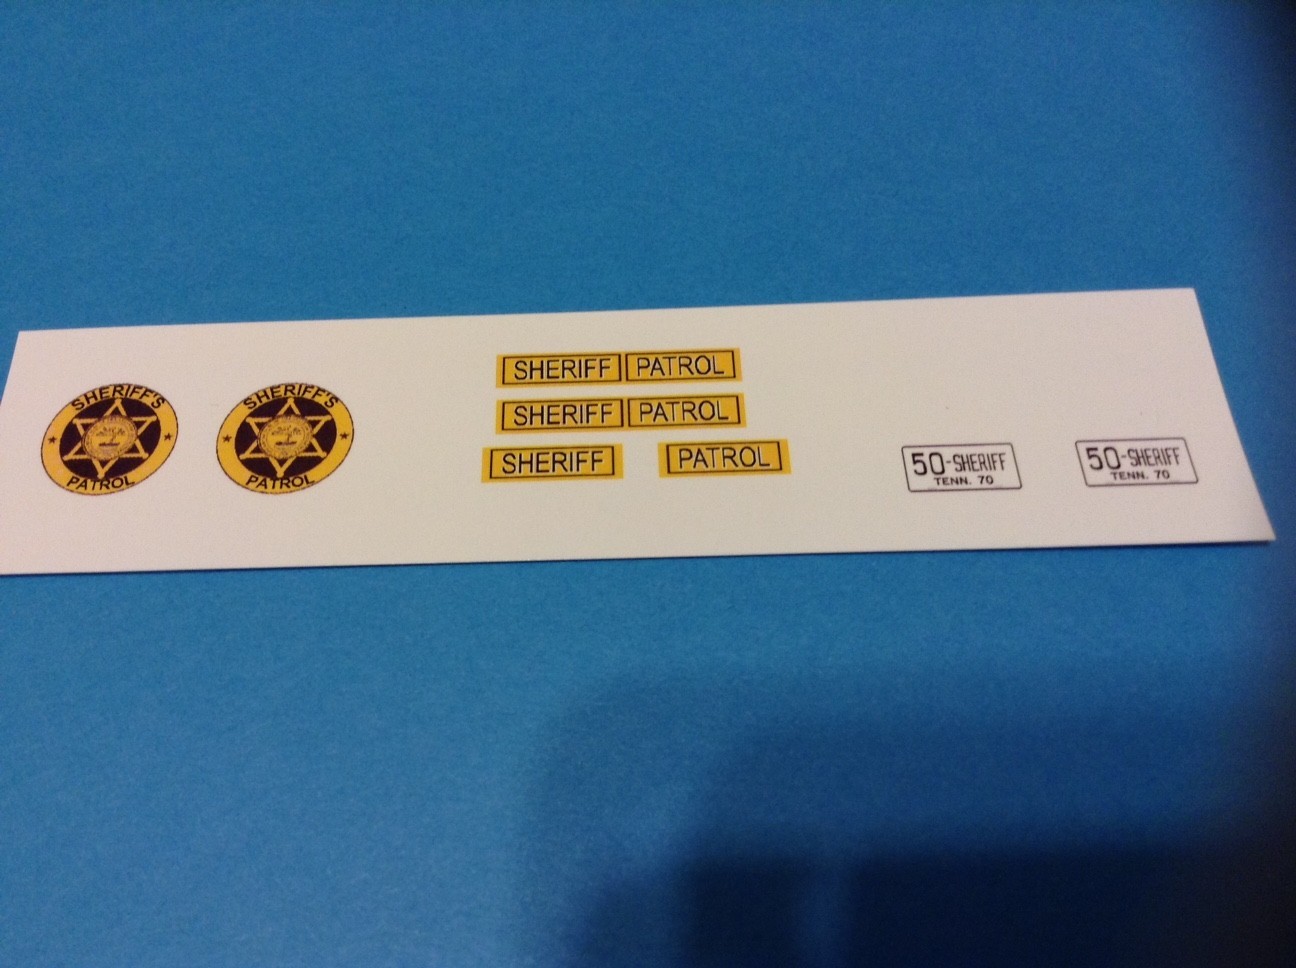 SHERIFF'S
PATROL
SHERIFF'S
PATROL
SHERIFF PATROL
SHERIFF PATROL
SHERIFF PATROL
50-SHERIFF
TENN. 70
50-SHERIFF
TENN. 70